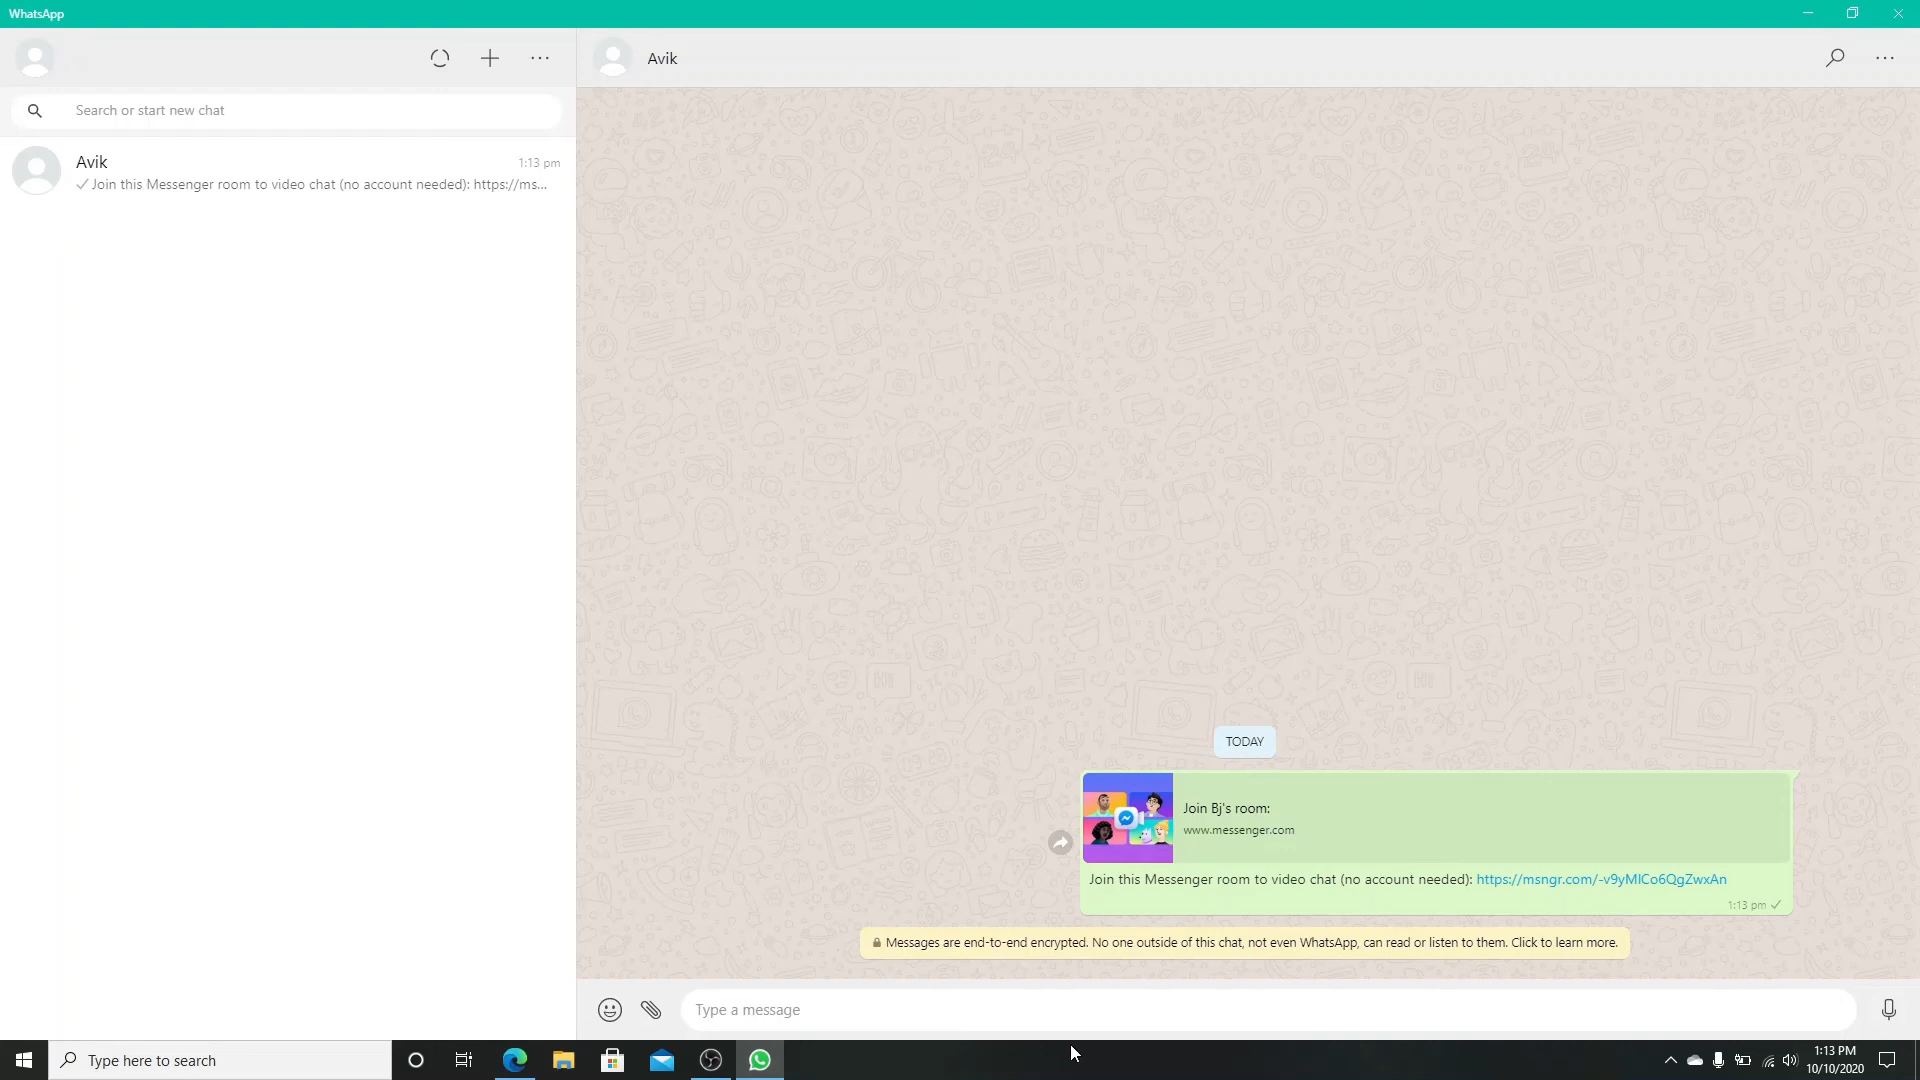 WhatsApp
Avik
Search or start new chat
Avik
1:13 pm
Join this Messenger room to video chat (no account needed): https://ms...
TODAY
Join Bj's room:
www.messenger.com
Join this Messenger room to video chat (no account needed): https://msngr.com/-v9yMlCo6QgZwxAn
1:13 pm
Messages are end-to-end encrypted. No one outside of this chat, not even WhatsApp, can read or listen to them. Click to learn more.
Type a message
Type here to search
1:13 PM
10/10/2020